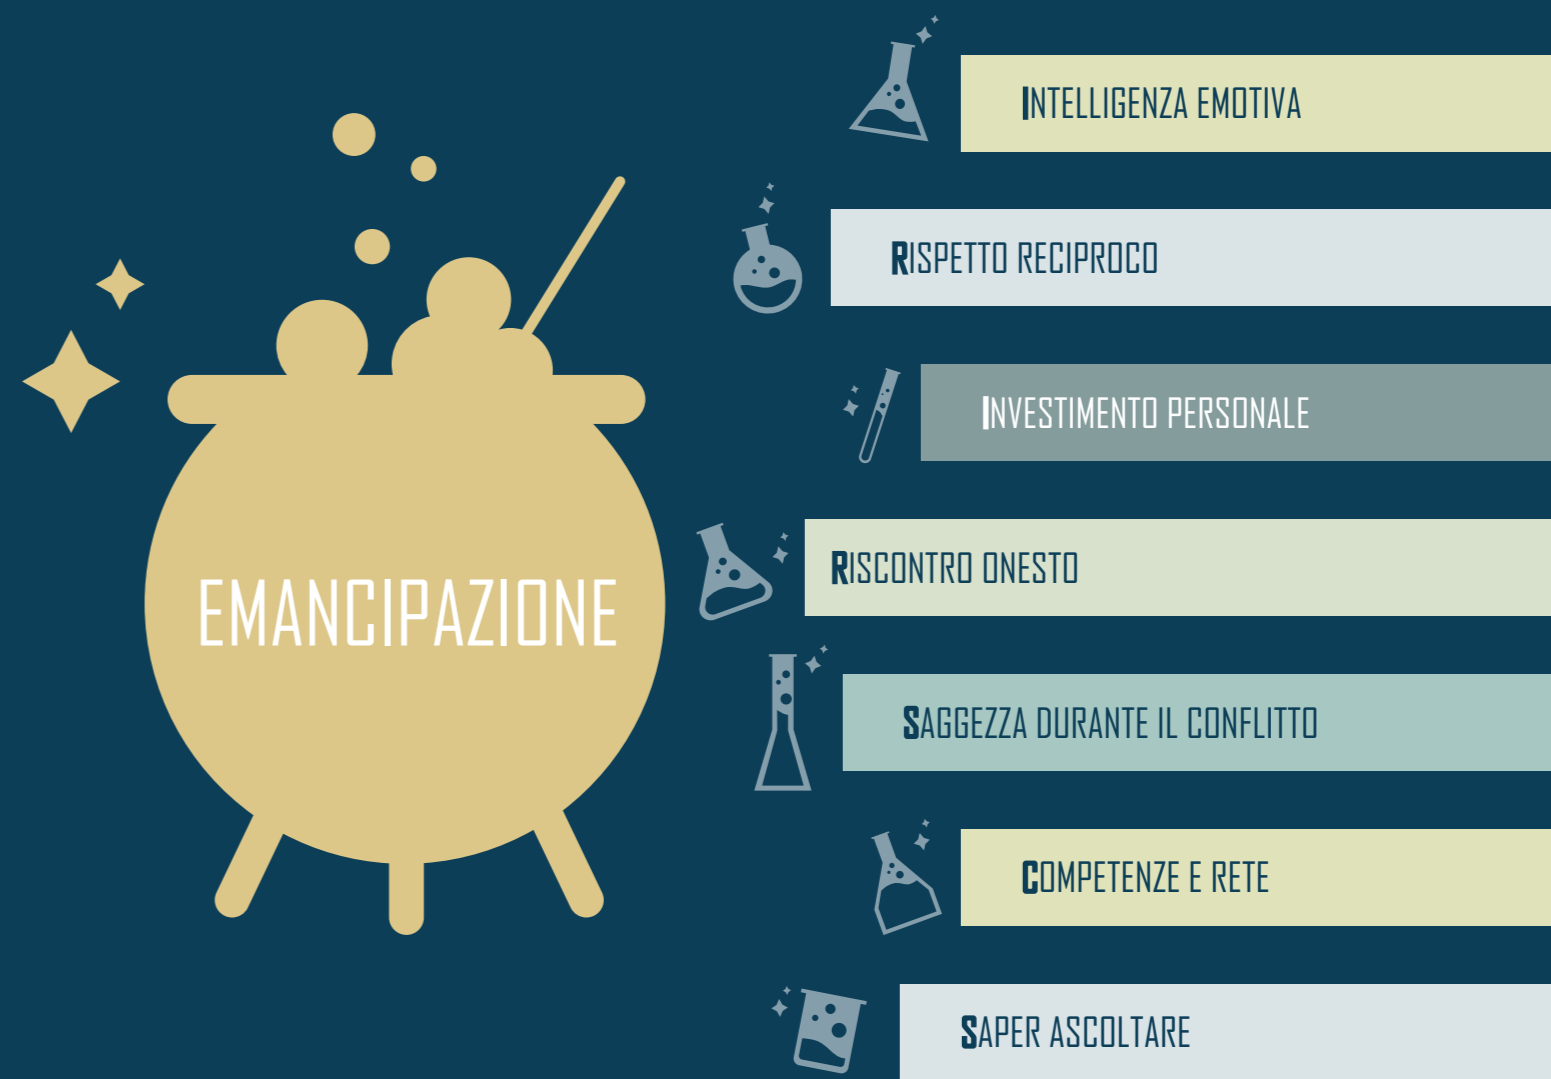 EMANCIPAZIONE
INTELLIGENZA EMOTIVA
RISPETTO RECIPROCO
INVESTIMENTO PERSONALE
RISCONTRO ONESTO
SAGGEZZA DURANTE IL CONFLITTO
COMPETENZE E RETE
SAPER ASCOLTARE